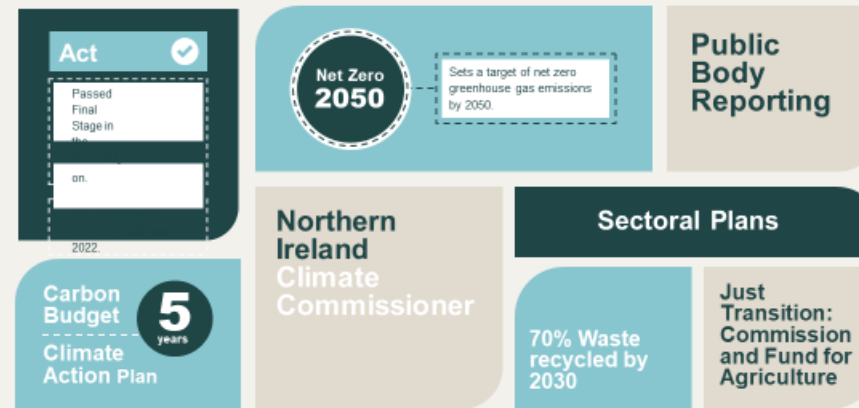 Act
Passed
Final
Stage in
the
on.
2022.
Net Zero
2050
Sets a target of net zero
greenhouse gas emissions
by 2050.
Public
Body
Reporting
Northern
Ireland
Climate
Commissioner
Sectoral Plans
Carbon
Budget
5
years
Climate
Action Plan
70% Waste
recycled by
2030
Just
Transition:
Commission
and Fund for
Agriculture